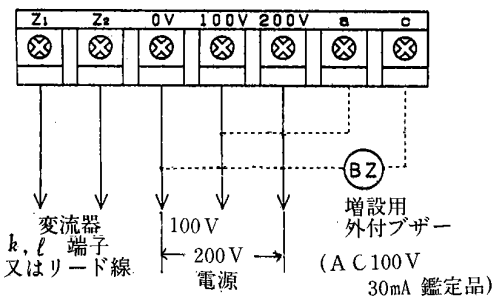 Z₁ Z₂ 0V 100V 200V a c
BZ
変流器
k, ℓ 端子
又はリード線
100V
200V
電源
増設用
外付ブザー
(AC100V
30mA 鑑定品)